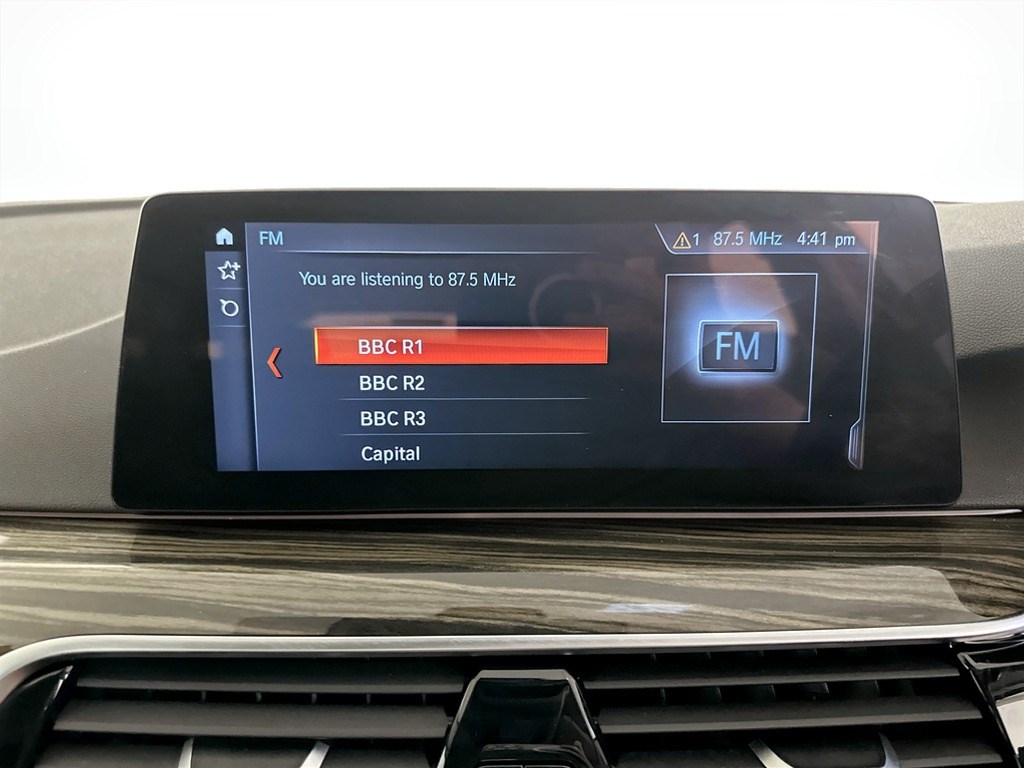 FM
1 87.5 MHz 4:41 pm
You are listening to 87.5 MHz
FM
BBC R1
BBC R2
BBC R3
Capital